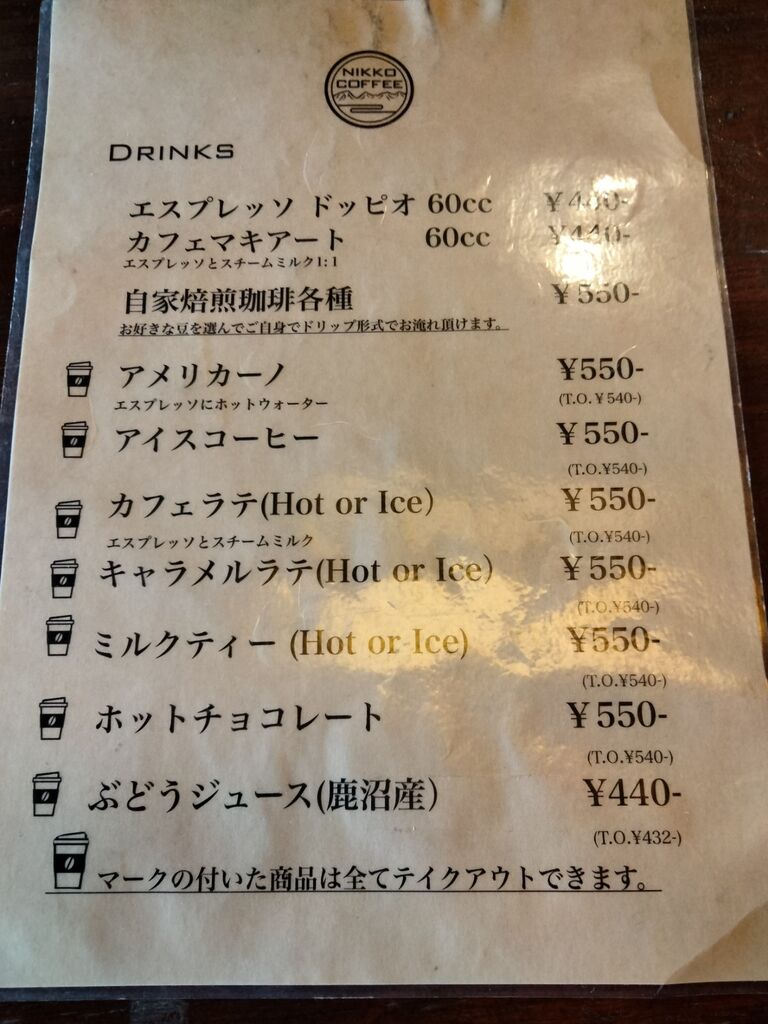 NIKKO
COFFEE
DRINKS
エスプレッソ ドッピオ 60cc ¥440-
カフェマキアート 60cc ¥440-
エスプレッソとスチームミルク1:1
自家焙煎珈琲各種 ¥550-
お好きな豆を選んでご自身でドリップ形式でお淹れ頂けます。
アメリカーノ ¥550-
エスプレッソにホットウォーター (T.O.¥540-)
アイスコーヒー ¥550-
(T.O.¥540-)
カフェラテ(Hot or Ice) ¥550-
エスプレッソとスチームミルク (T.O.¥540-)
キャラメルラテ(Hot or Ice) ¥550-
(T.O.¥540-)
ミルクティー (Hot or Ice) ¥550-
(T.O.¥540-)
ホットチョコレート ¥550-
(T.O.¥540-)
ぶどうジュース(鹿沼産) ¥440-
(T.O.¥432-)
マークの付いた商品は全てテイクアウトできます。